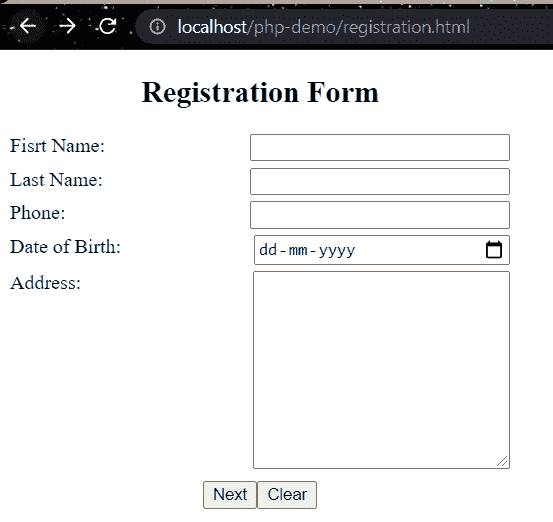 localhost/php-demo/registration.html
Registration Form
Fisrt Name:
Last Name:
Phone:
Date of Birth: dd-mm-yyyy
Address:
Next Clear